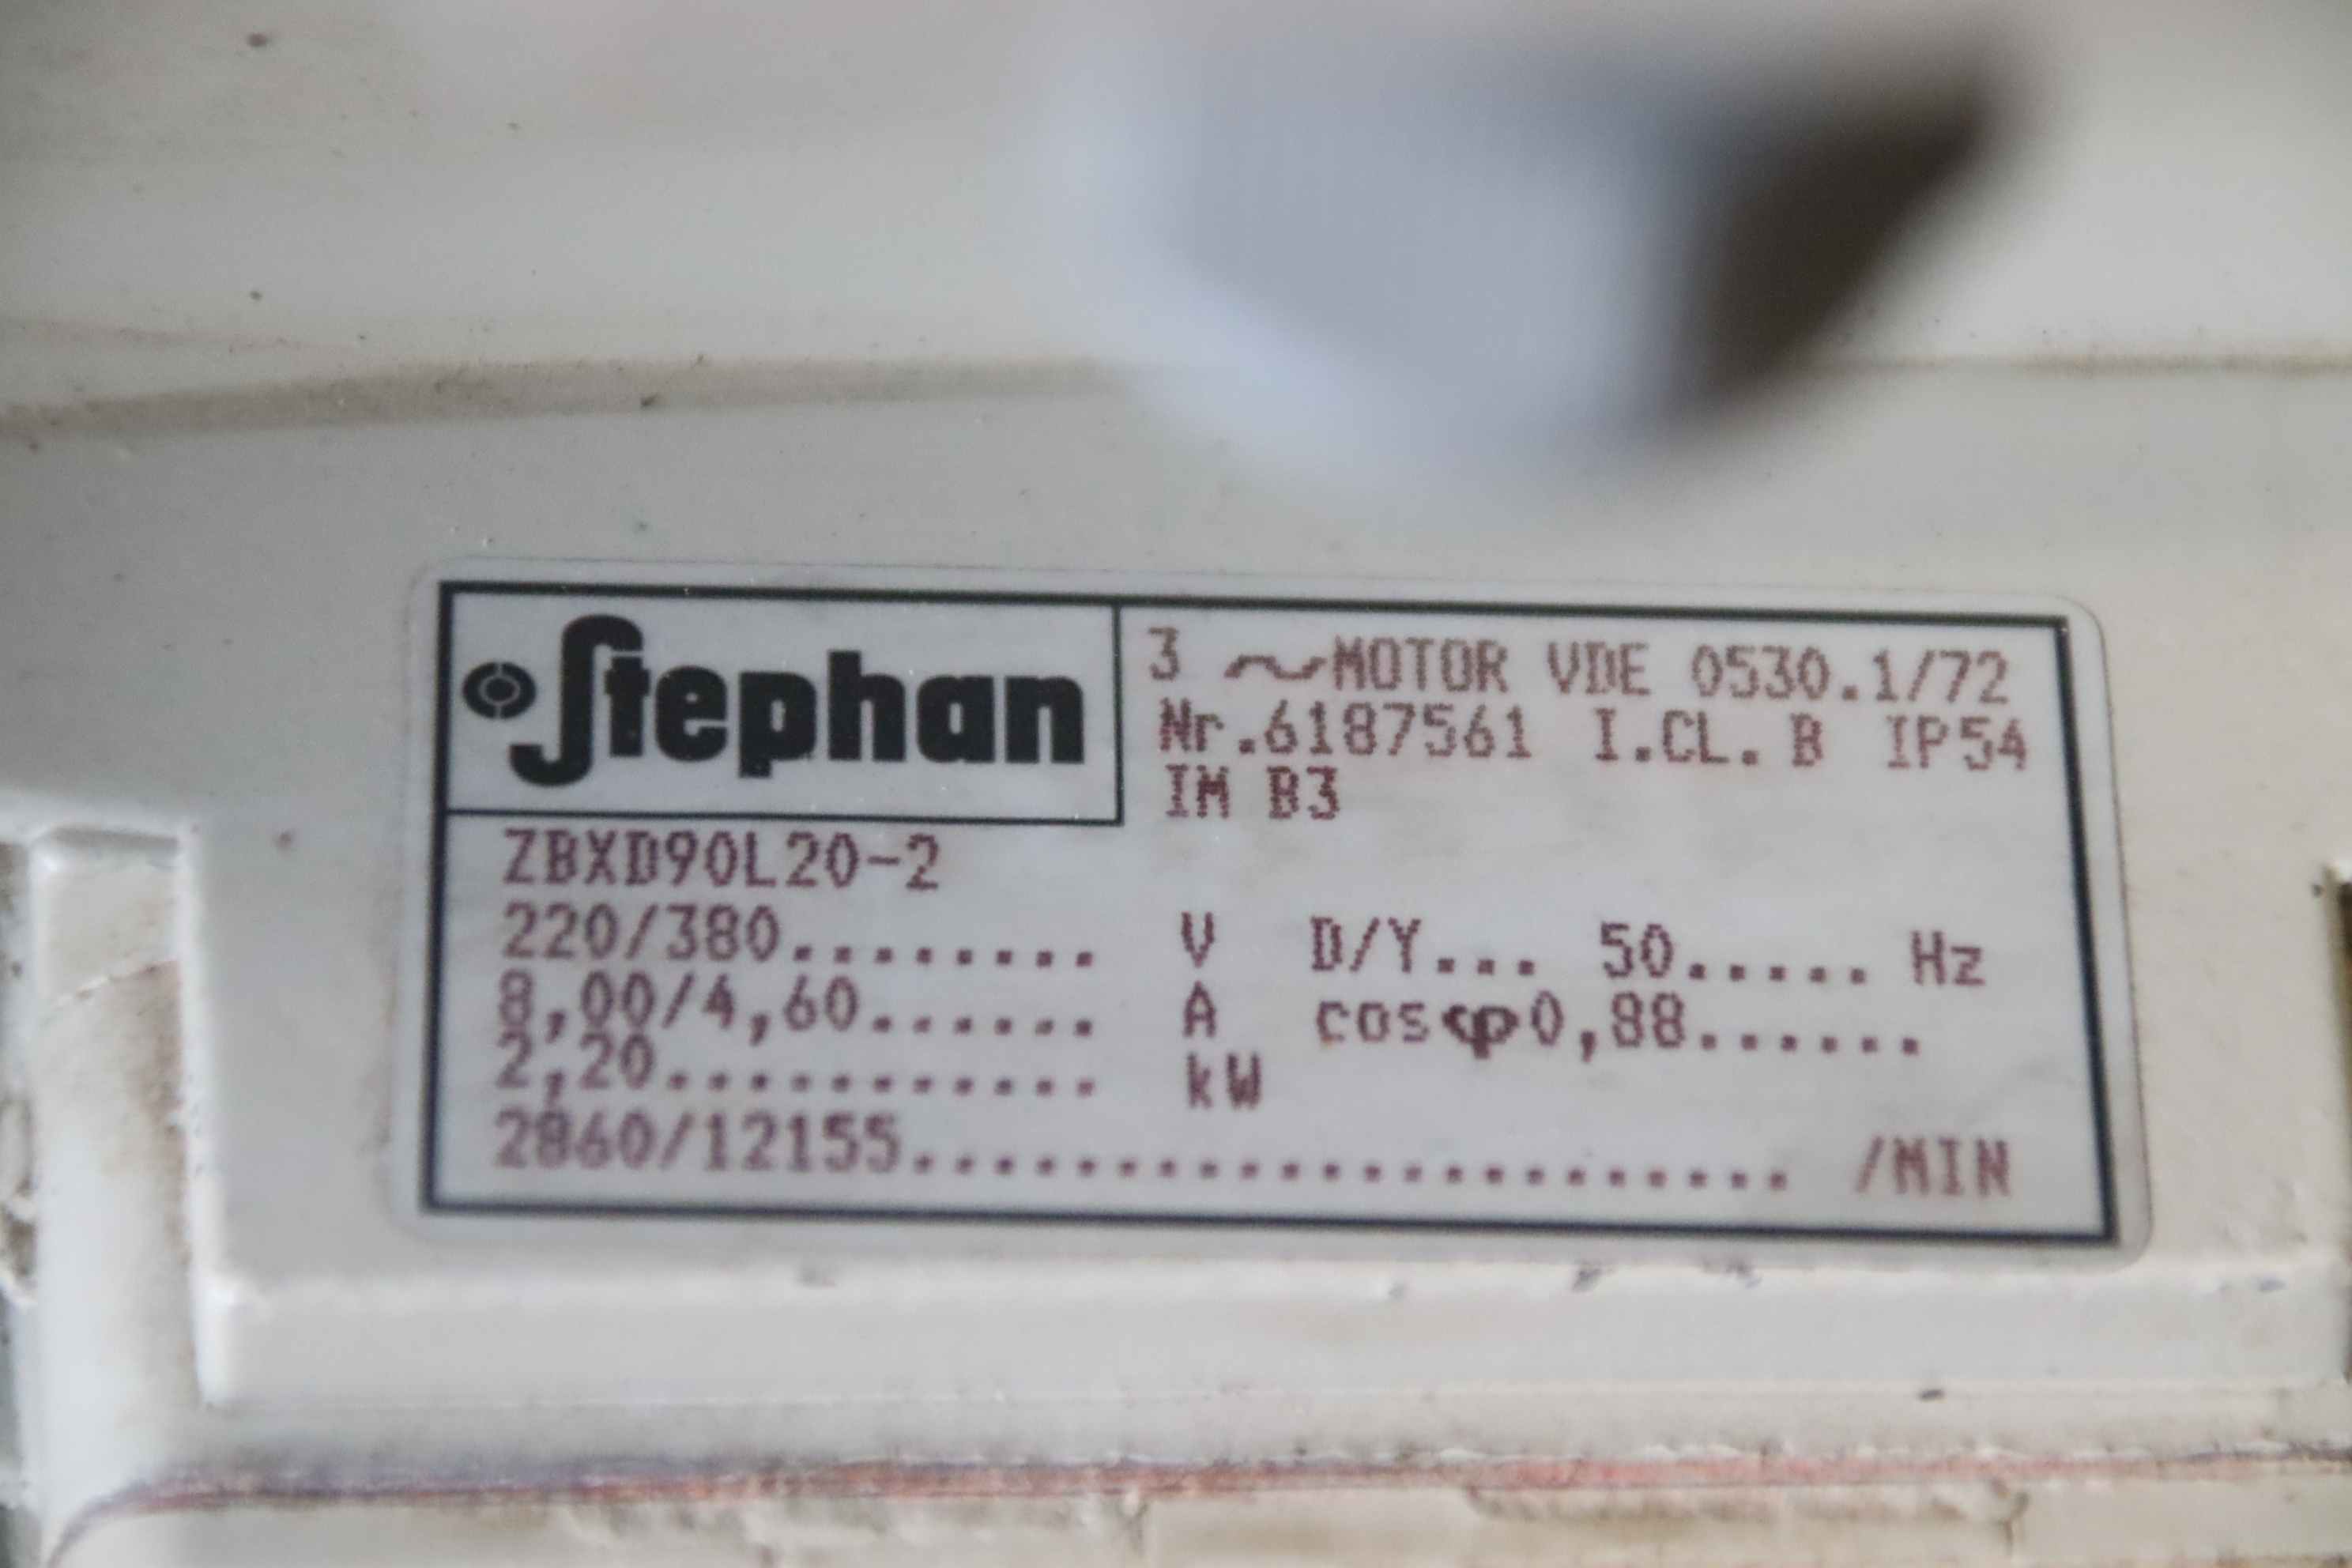 Stephan
3 ~MOTOR VDE 0530.1/72
Nr.6187561 I.CL. B IP54
IM B3
ZBXD90L20-2
220/380........ V D/Y... 50..... Hz
8,00/4,60...... A cosφ0,88......
2,20........... kW
2860/12155...................... /MIN